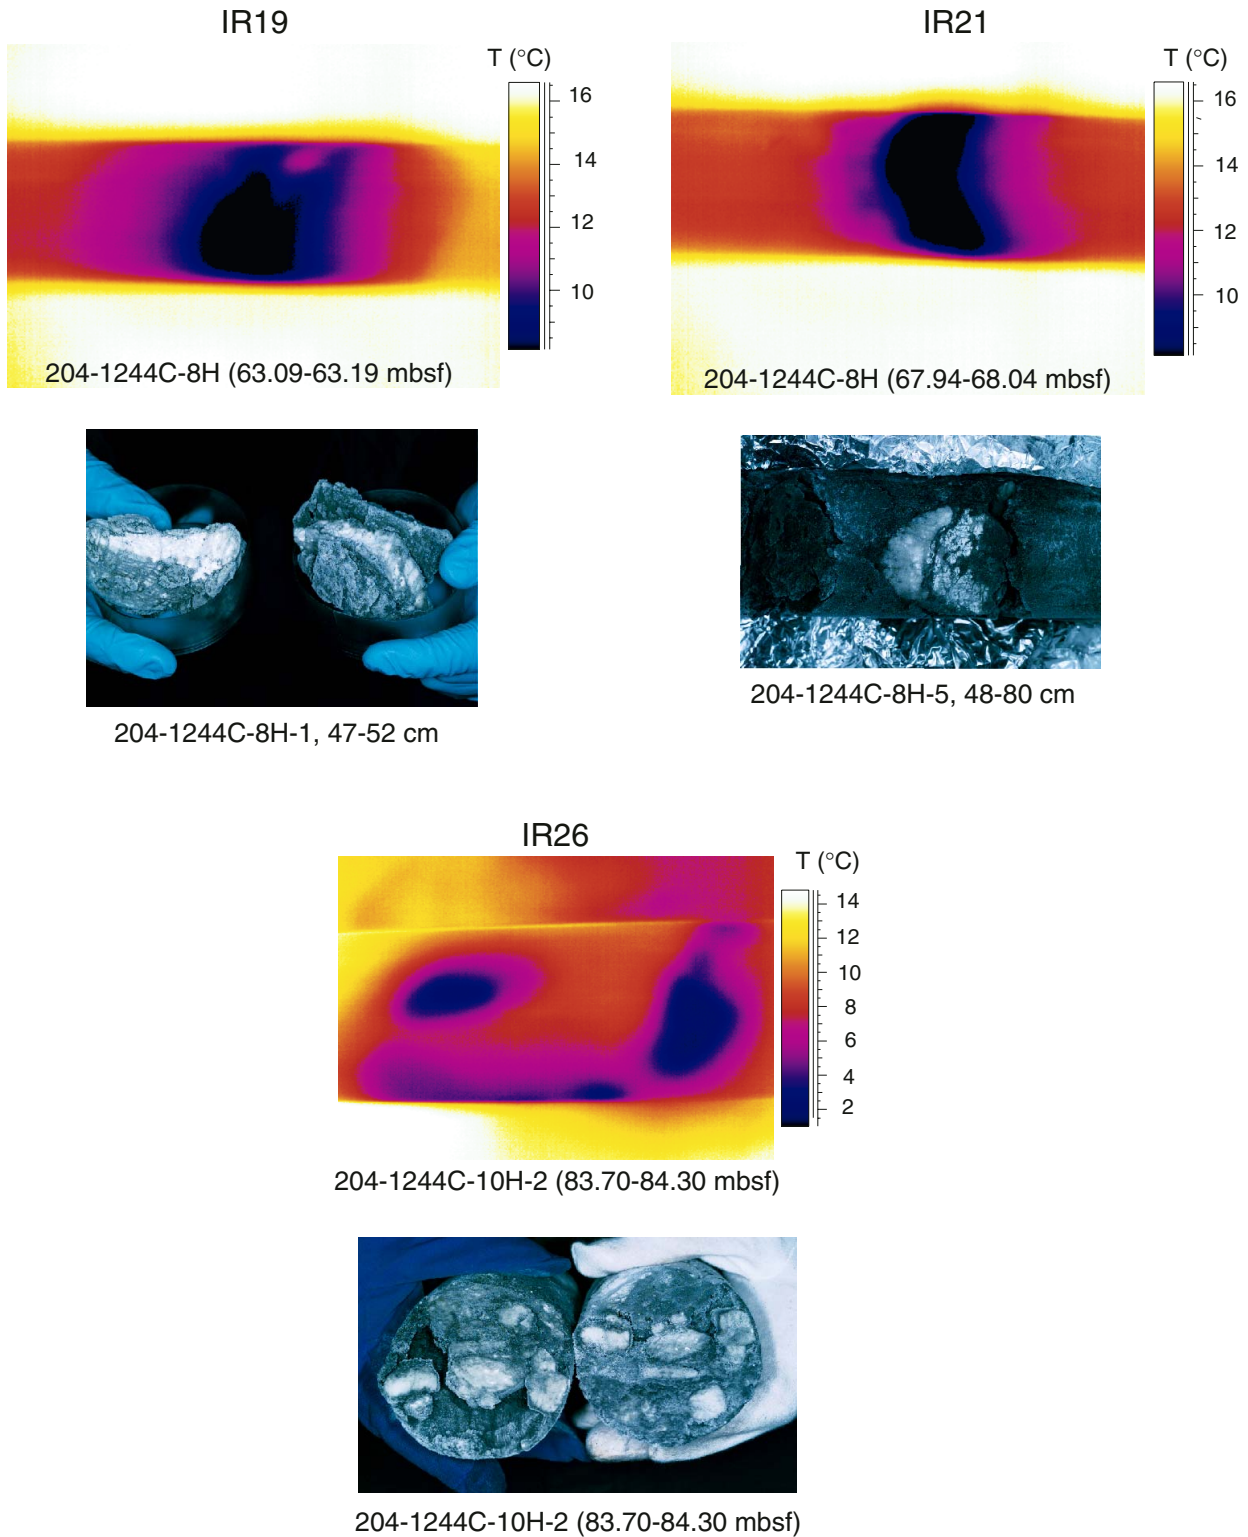 IR19
T (°C)
16
14
12
10
204-1244C-8H (63.09-63.19 mbsf)
204-1244C-8H-1, 47-52 cm
IR21
T (°C)
16
14
12
10
204-1244C-8H (67.94-68.04 mbsf)
204-1244C-8H-5, 48-80 cm
IR26
T (°C)
14
12
10
8
6
4
2
204-1244C-10H-2 (83.70-84.30 mbsf)
204-1244C-10H-2 (83.70-84.30 mbsf)